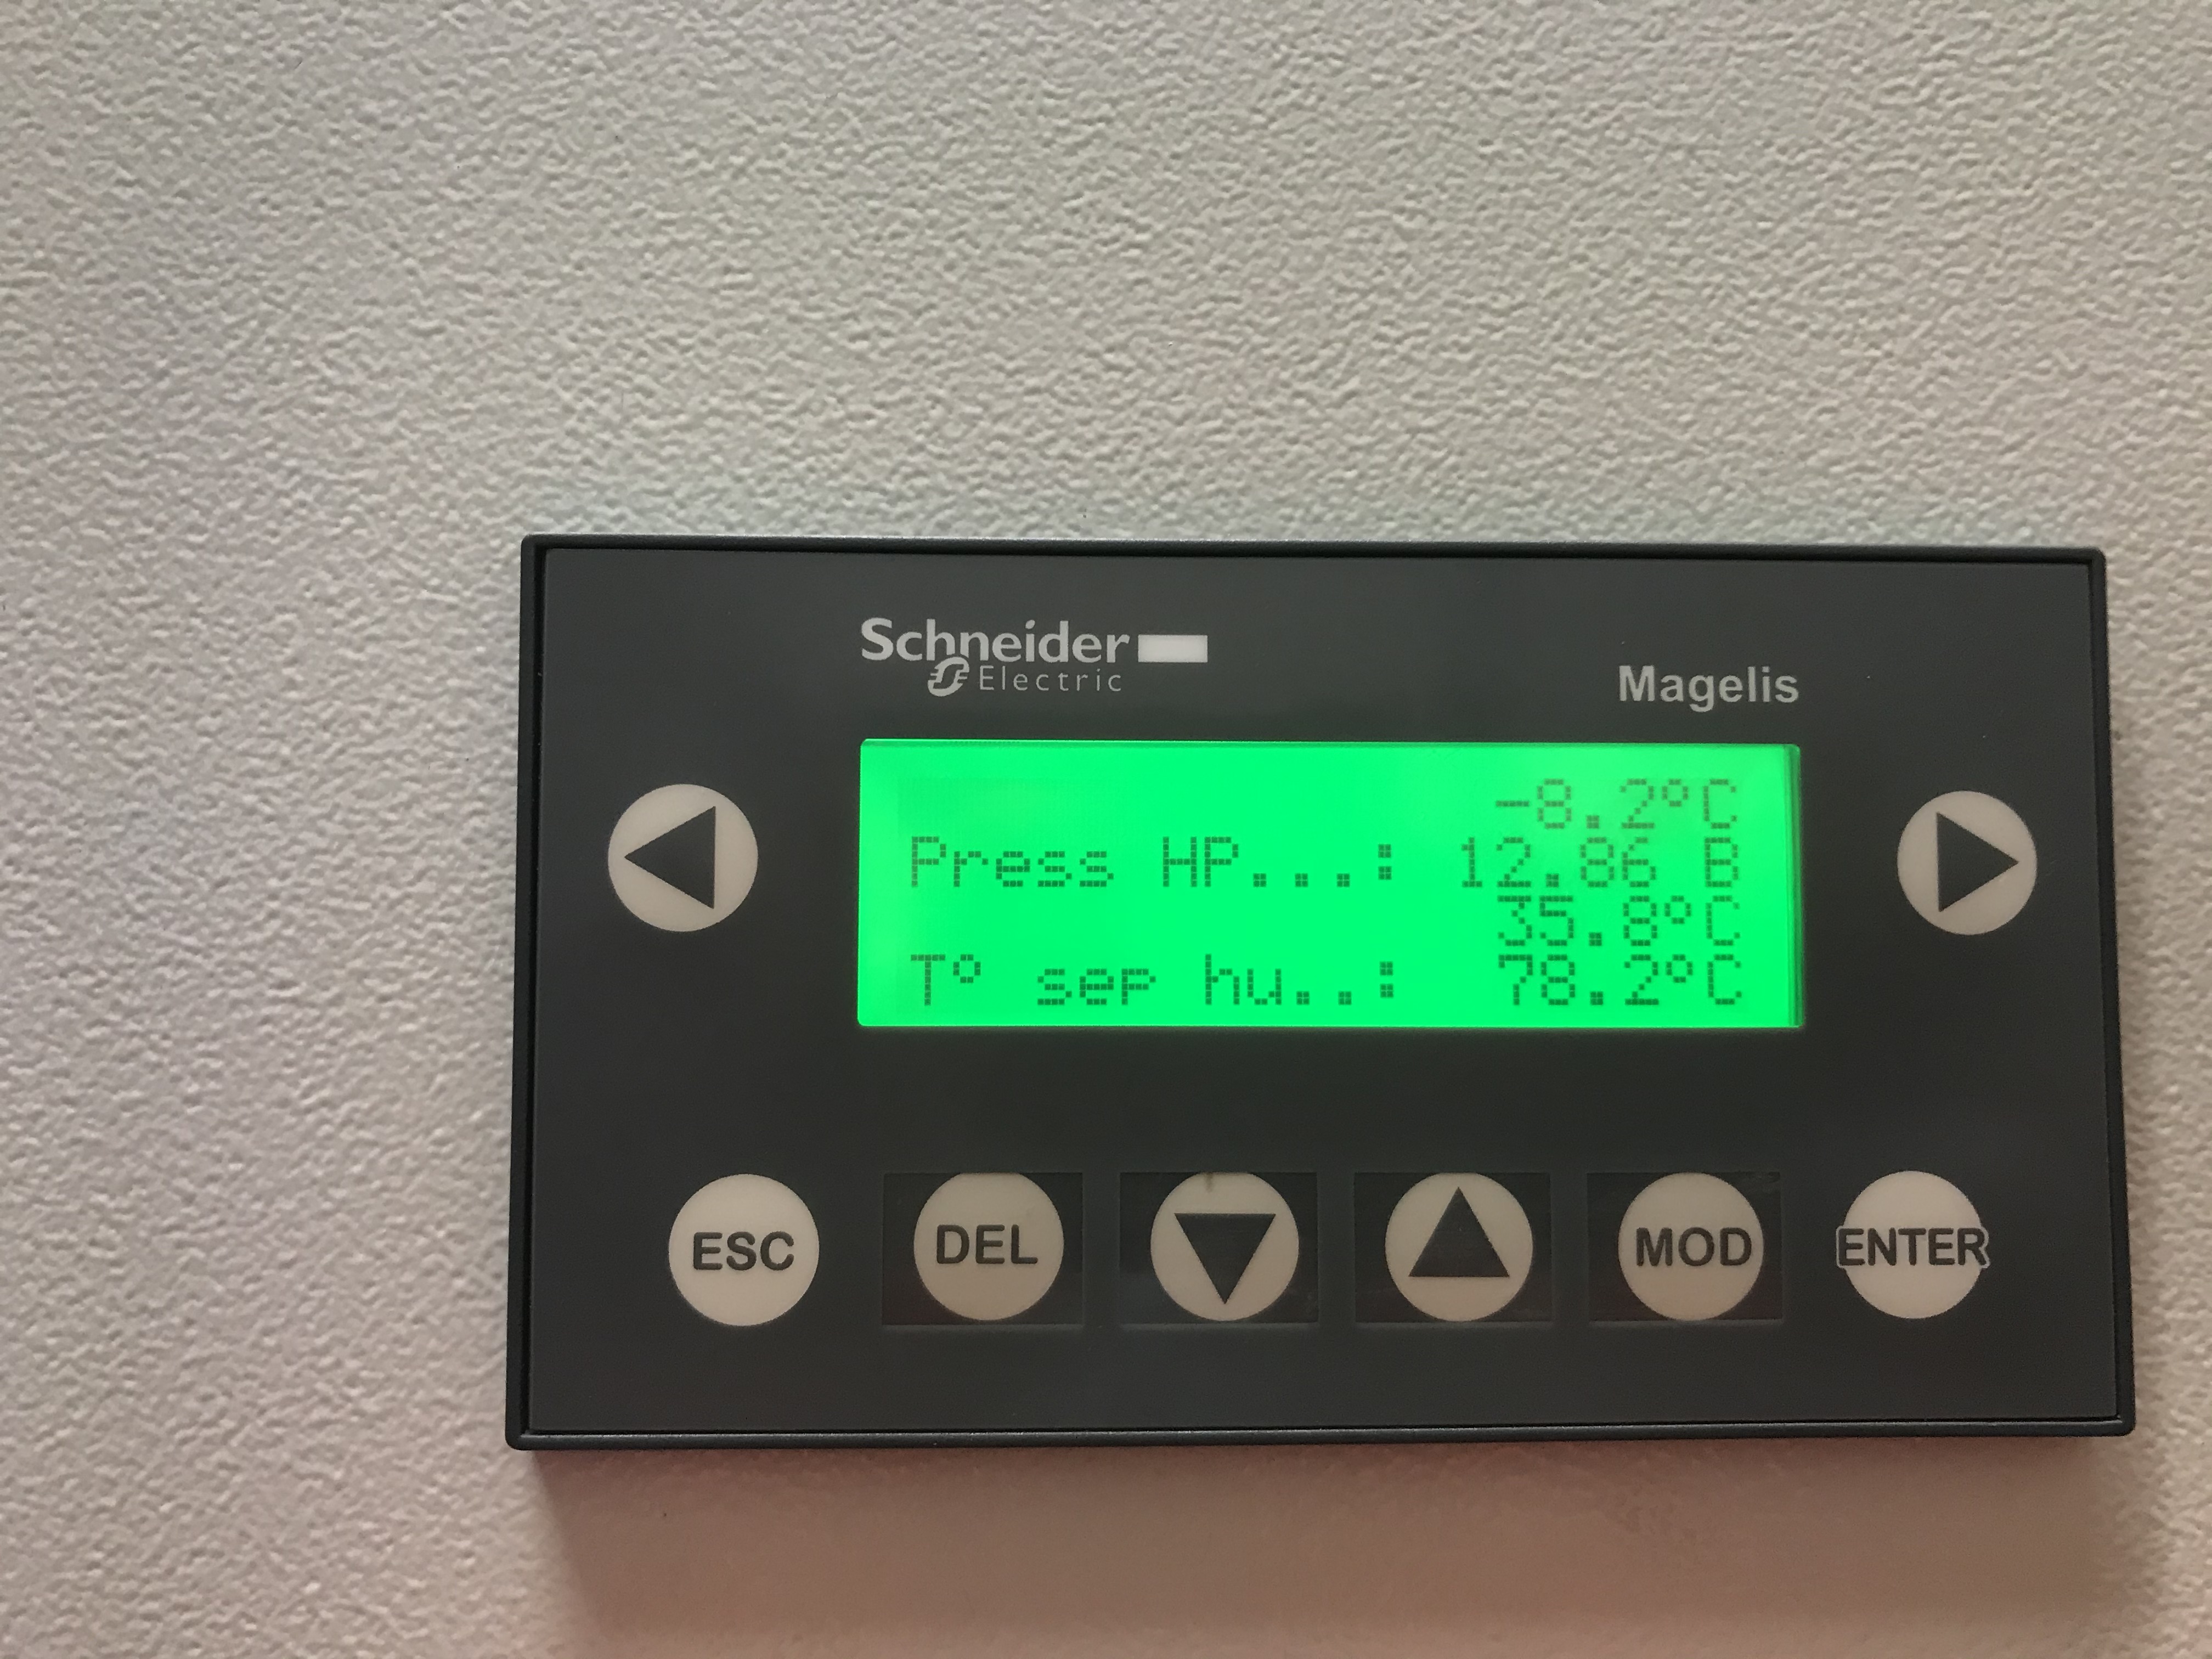 Schneider
Electric
Magelis
-8.2°C
Press HP...: 12.86 B
35.8°C
T° sep hu..: 78.2°C
ESC
DEL
MOD
ENTER